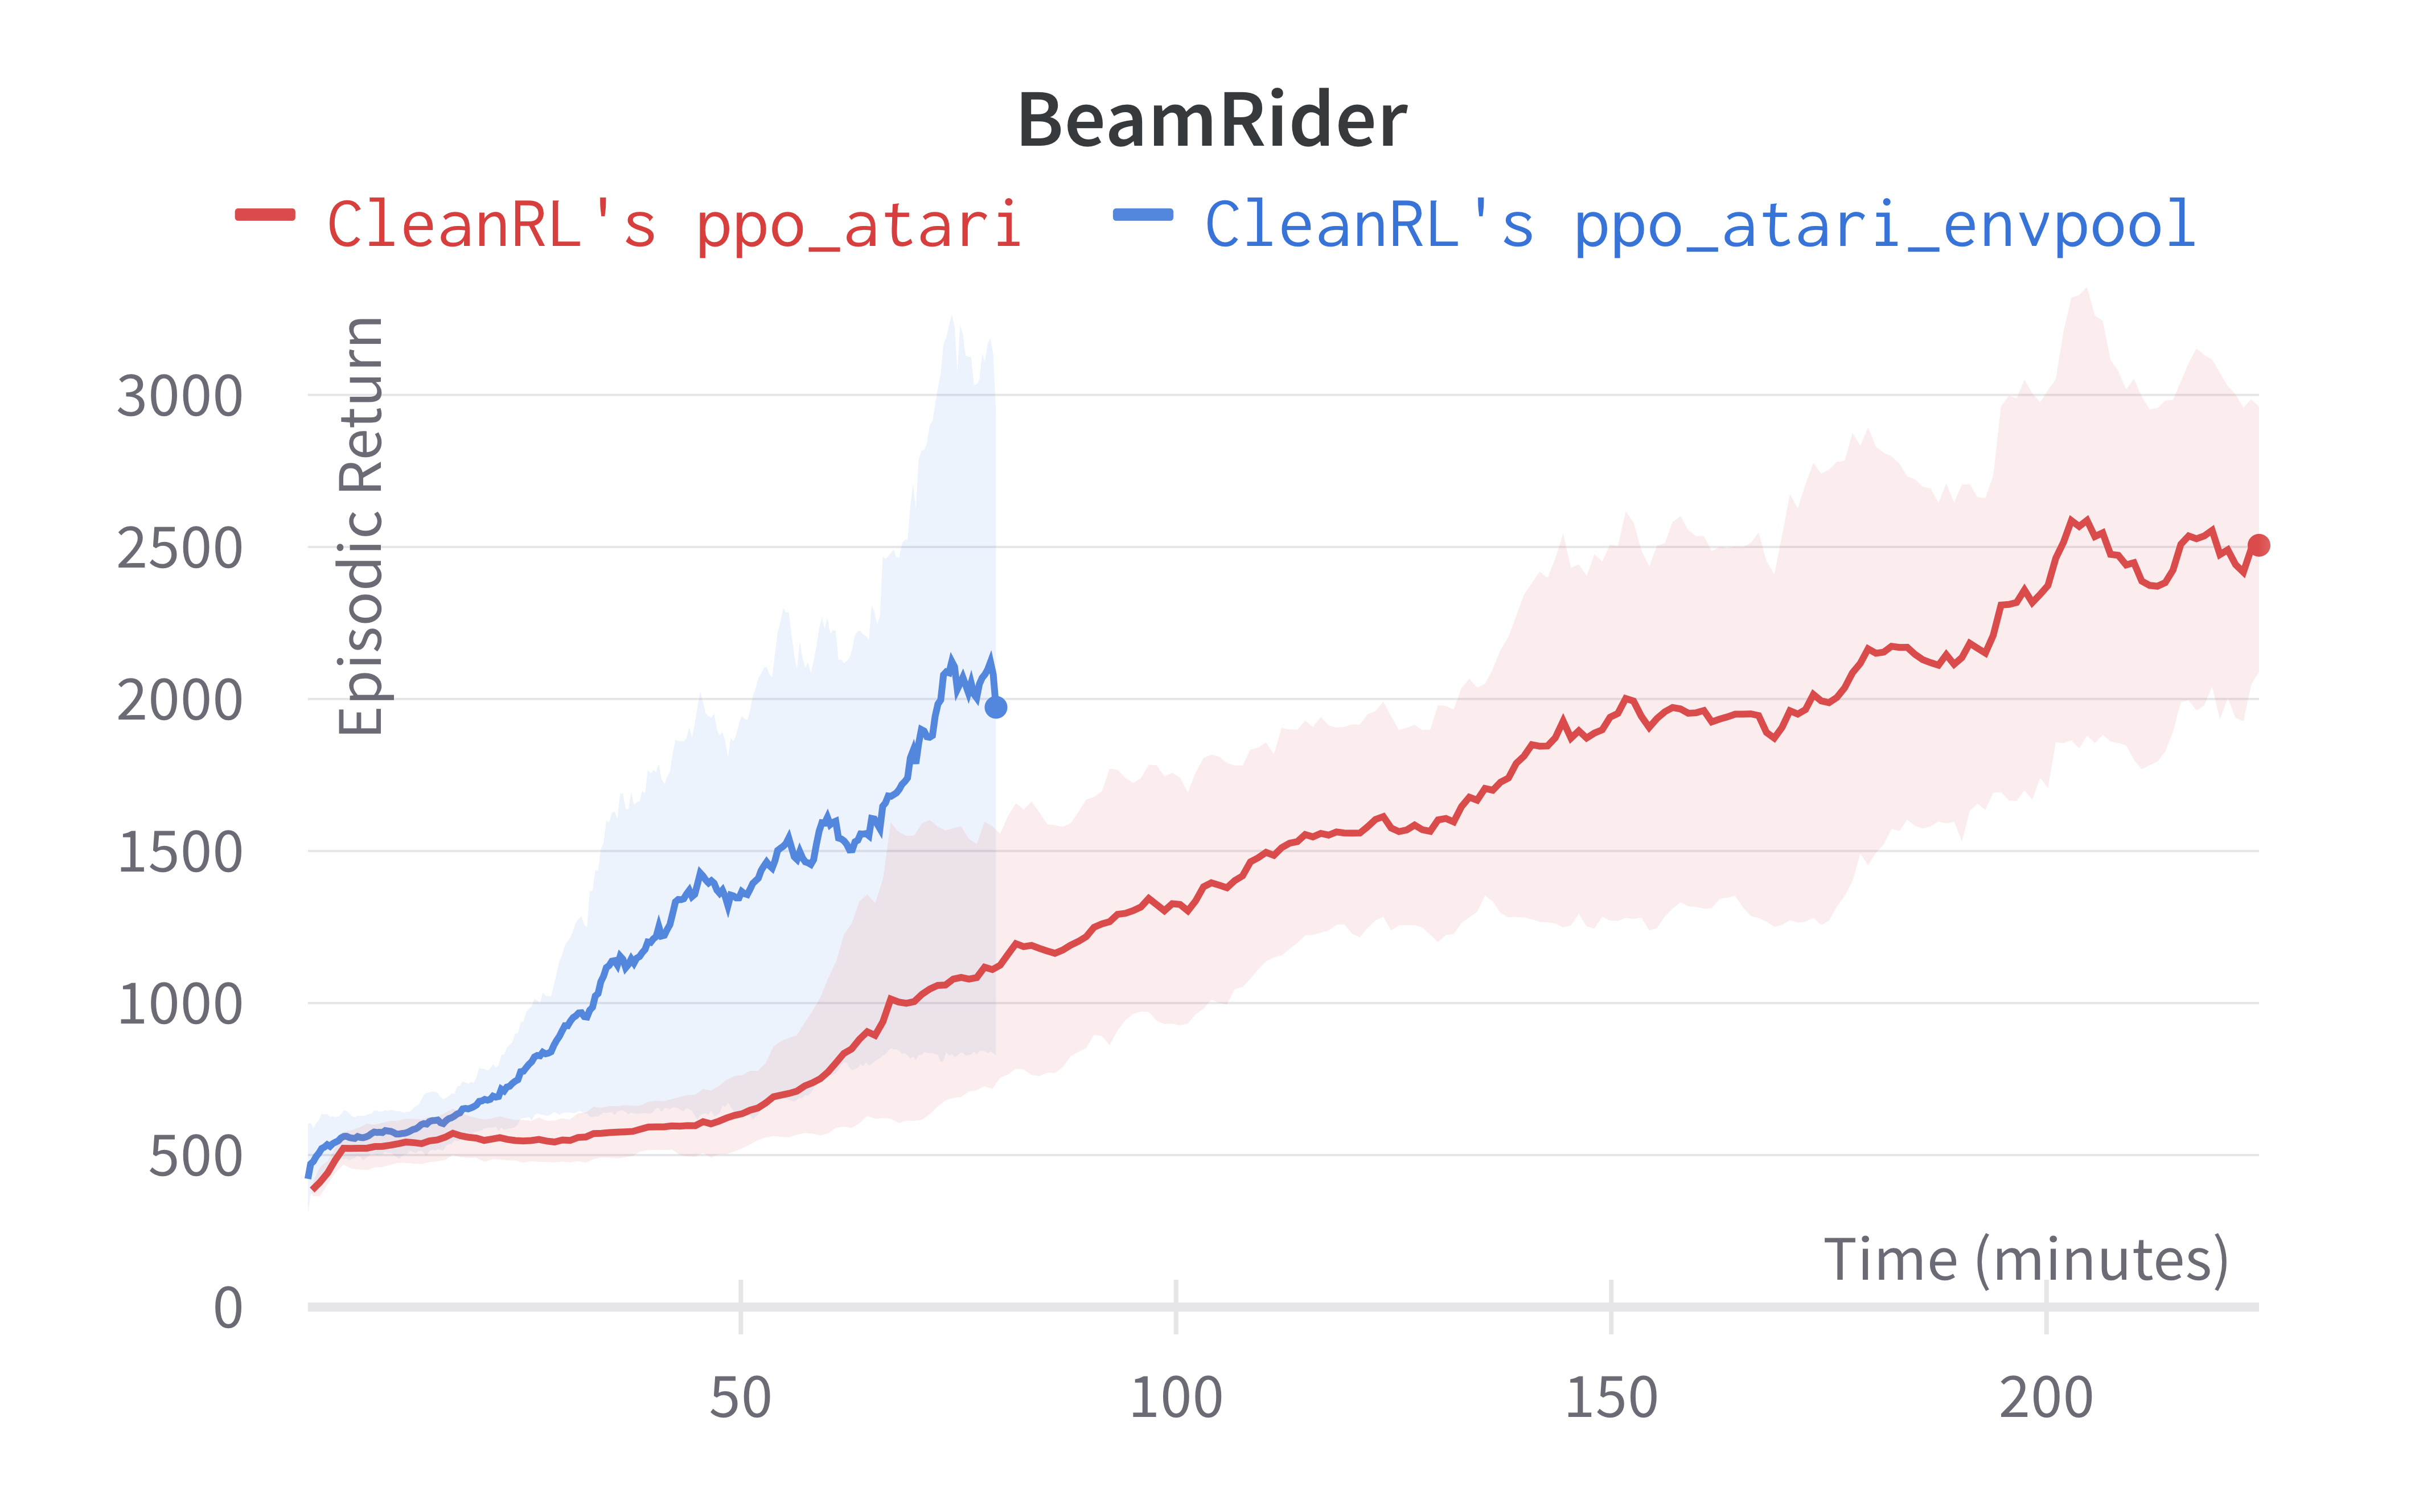 BeamRider
CleanRL's ppo_atari CleanRL's ppo_atari_envpool
Episodic Return
3000
2500
2000
1500
1000
500
0
Time (minutes)
50 100 150 200